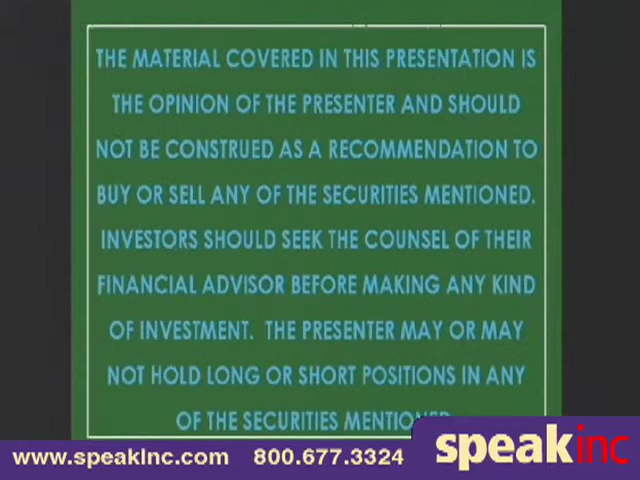 THE MATERIAL COVERED IN THIS PRESENTATION IS
THE OPINION OF THE PRESENTER AND SHOULD
NOT BE CONSTRUED AS A RECOMMENDATION TO
BUY OR SELL ANY OF THE SECURITIES MENTIONED.
INVESTORS SHOULD SEEK THE COUNSEL OF THEIR
FINANCIAL ADVISOR BEFORE MAKING ANY KIND
OF INVESTMENT. THE PRESENTER MAY OR MAY
NOT HOLD LONG OR SHORT POSITIONS IN ANY
OF THE SECURITIES MENTIONED
www.speakInc.com 800.677.3324 speakinc